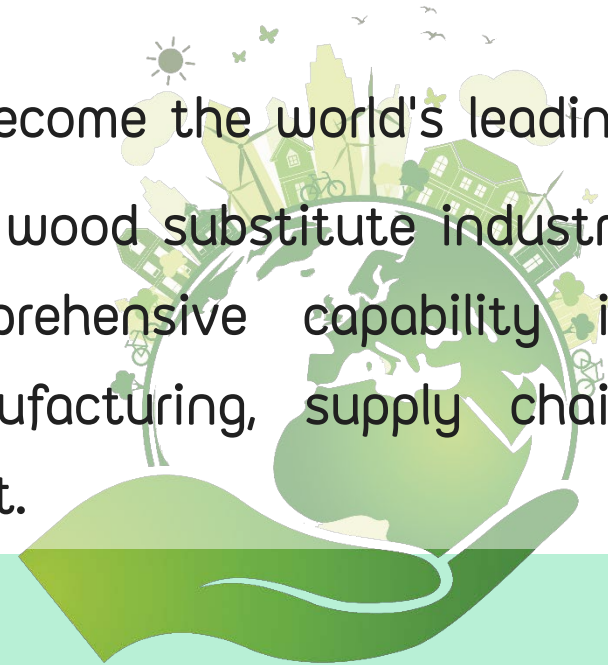 ecome the world's leadin
wood substitute industr
prehensive capability i
ufacturing, supply chai
t.